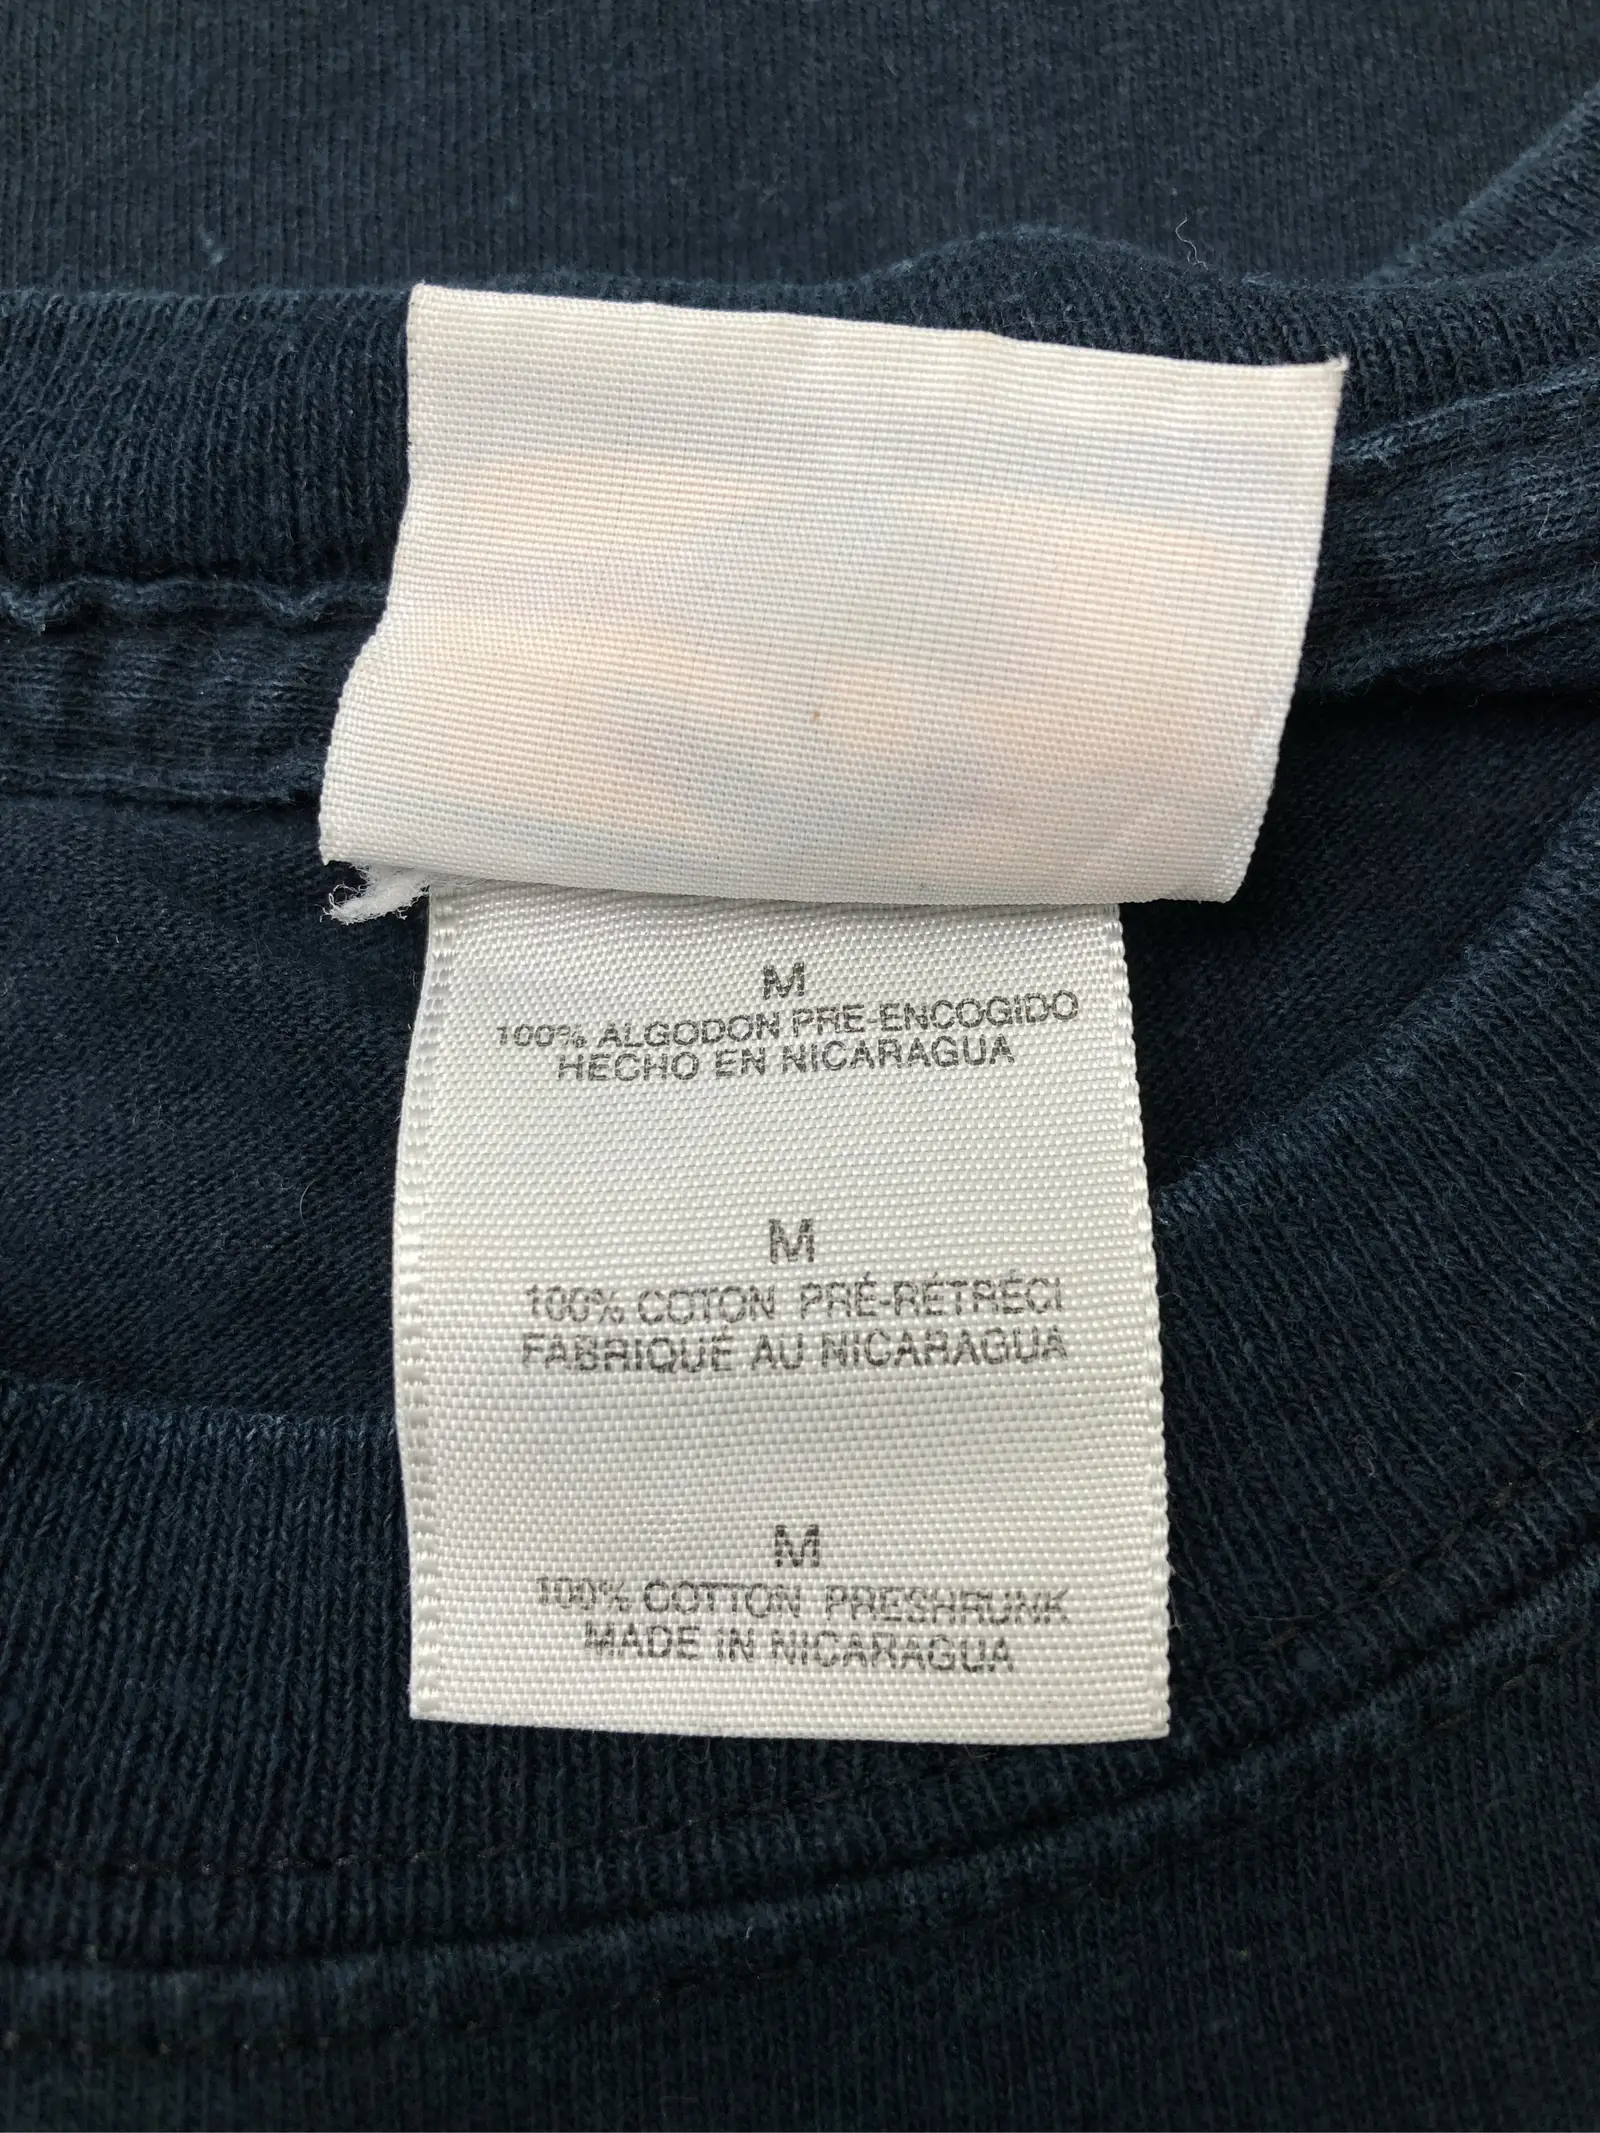 M
100% ALGODON PRE-ENCOGIDO
HECHO EN NICARAGUA
M
100% COTON PRÉ-RÉTRÉCI
FABRIQUÉ AU NICARAGUA
M
100% COTTON PRESHRUNK
MADE IN NICARAGUA